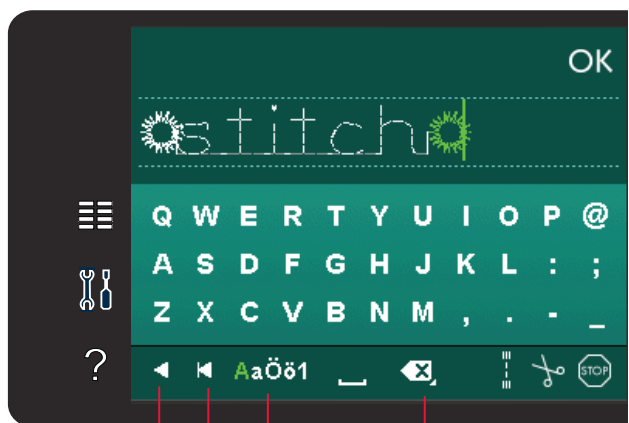 OK
stitch
Q W E R T Y U I O P @
A S D F G H J K L : ;
Z X C V B N M , . - _
?
AaÖö1
STOP